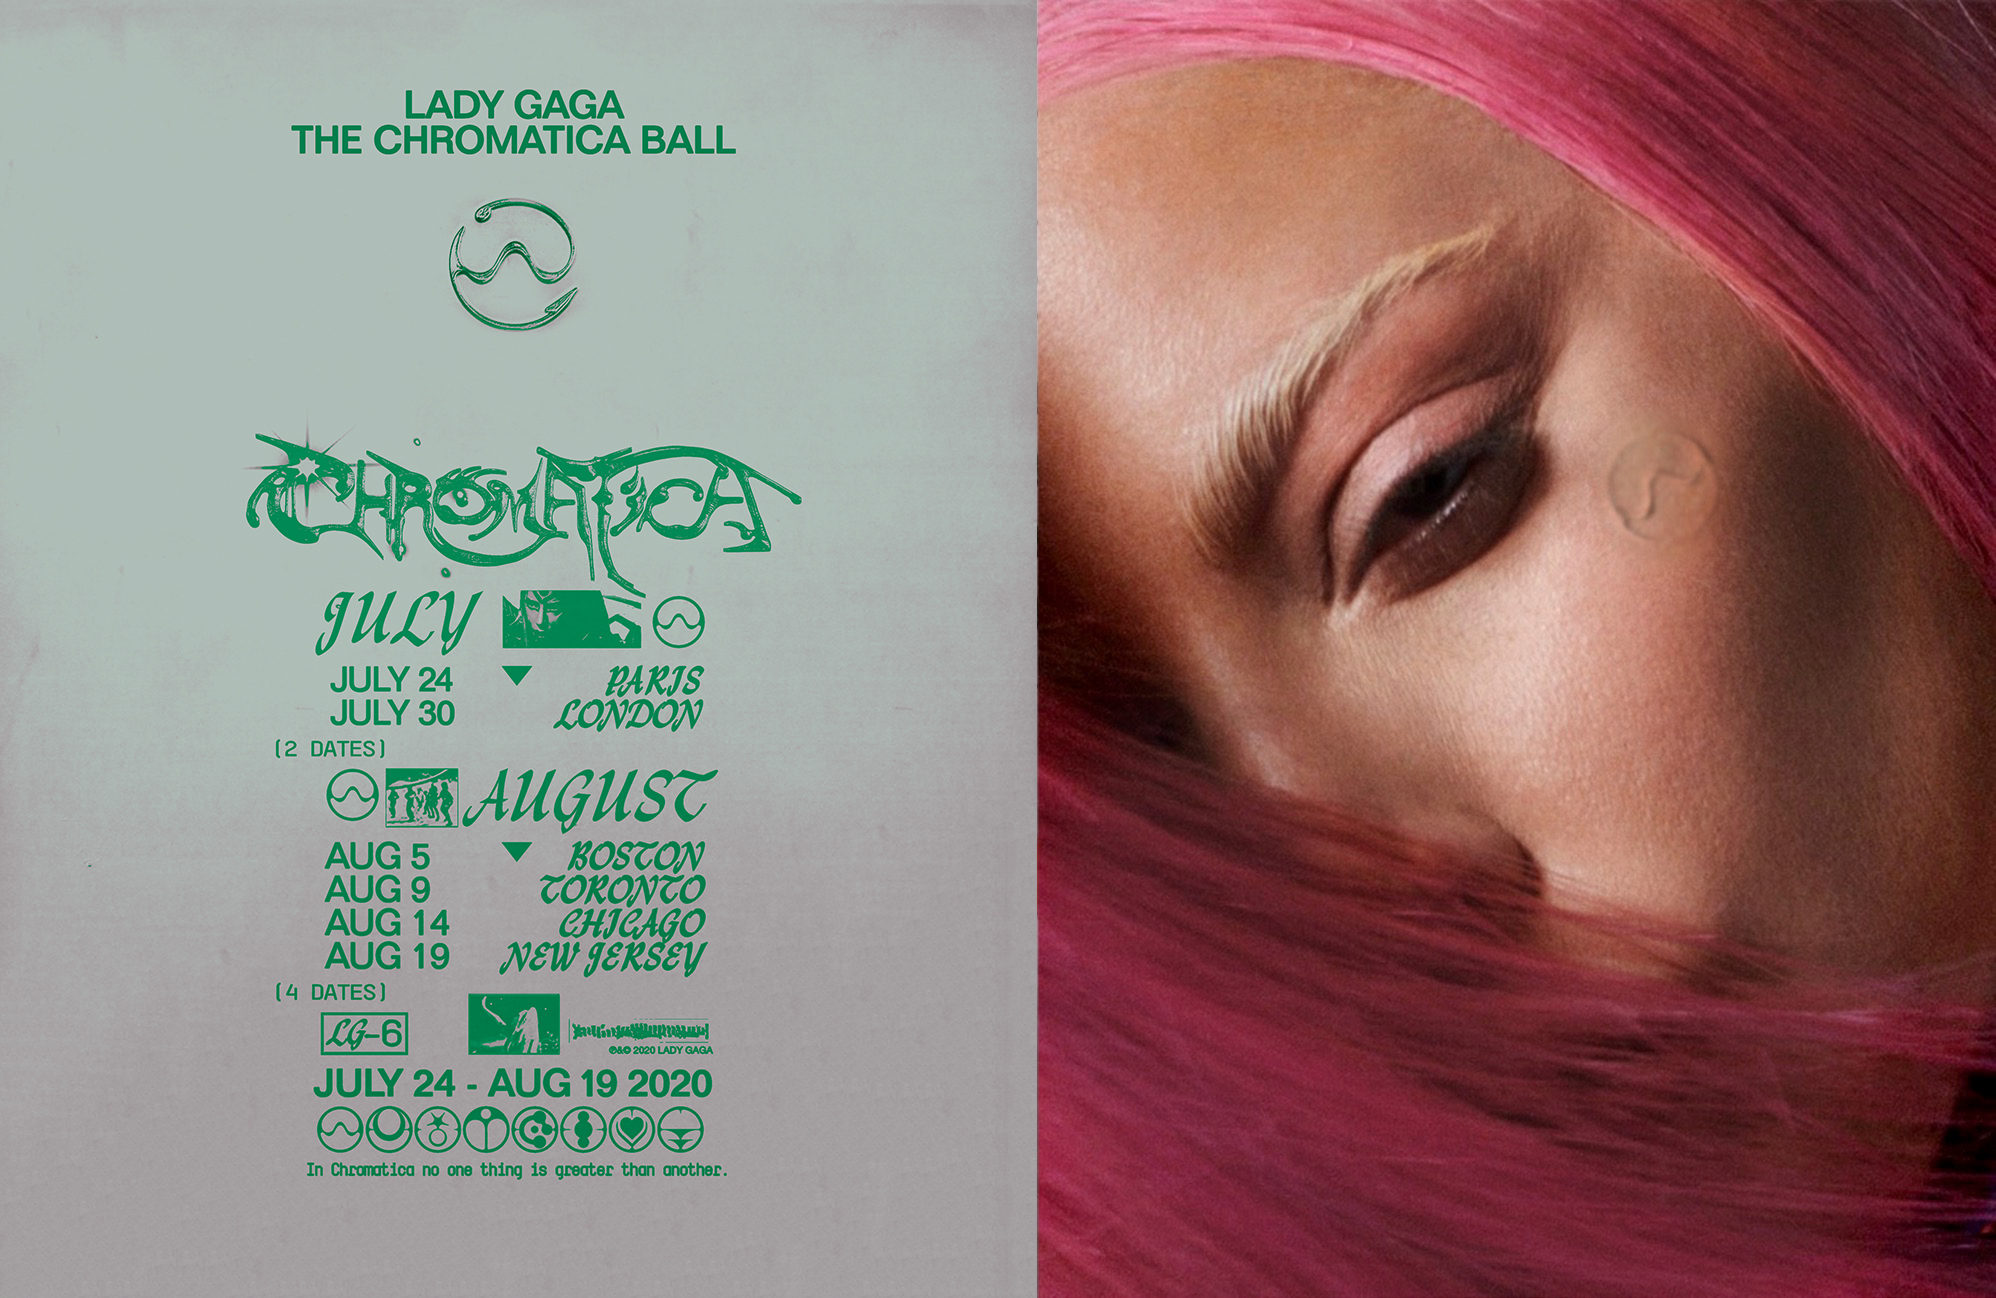 LADY GAGA
THE CHROMATICA BALL
CHROMATICA
JULY
JULY 24 PARIS
JULY 30 LONDON
(2 DATES)
AUGUST
AUG 5 BOSTON
AUG 9 TORONTO
AUG 14 CHICAGO
AUG 19 NEW JERSEY
(4 DATES)
LG-6
℗&© 2020 LADY GAGA
JULY 24 - AUG 19 2020
In Chromatica no one thing is greater than another.